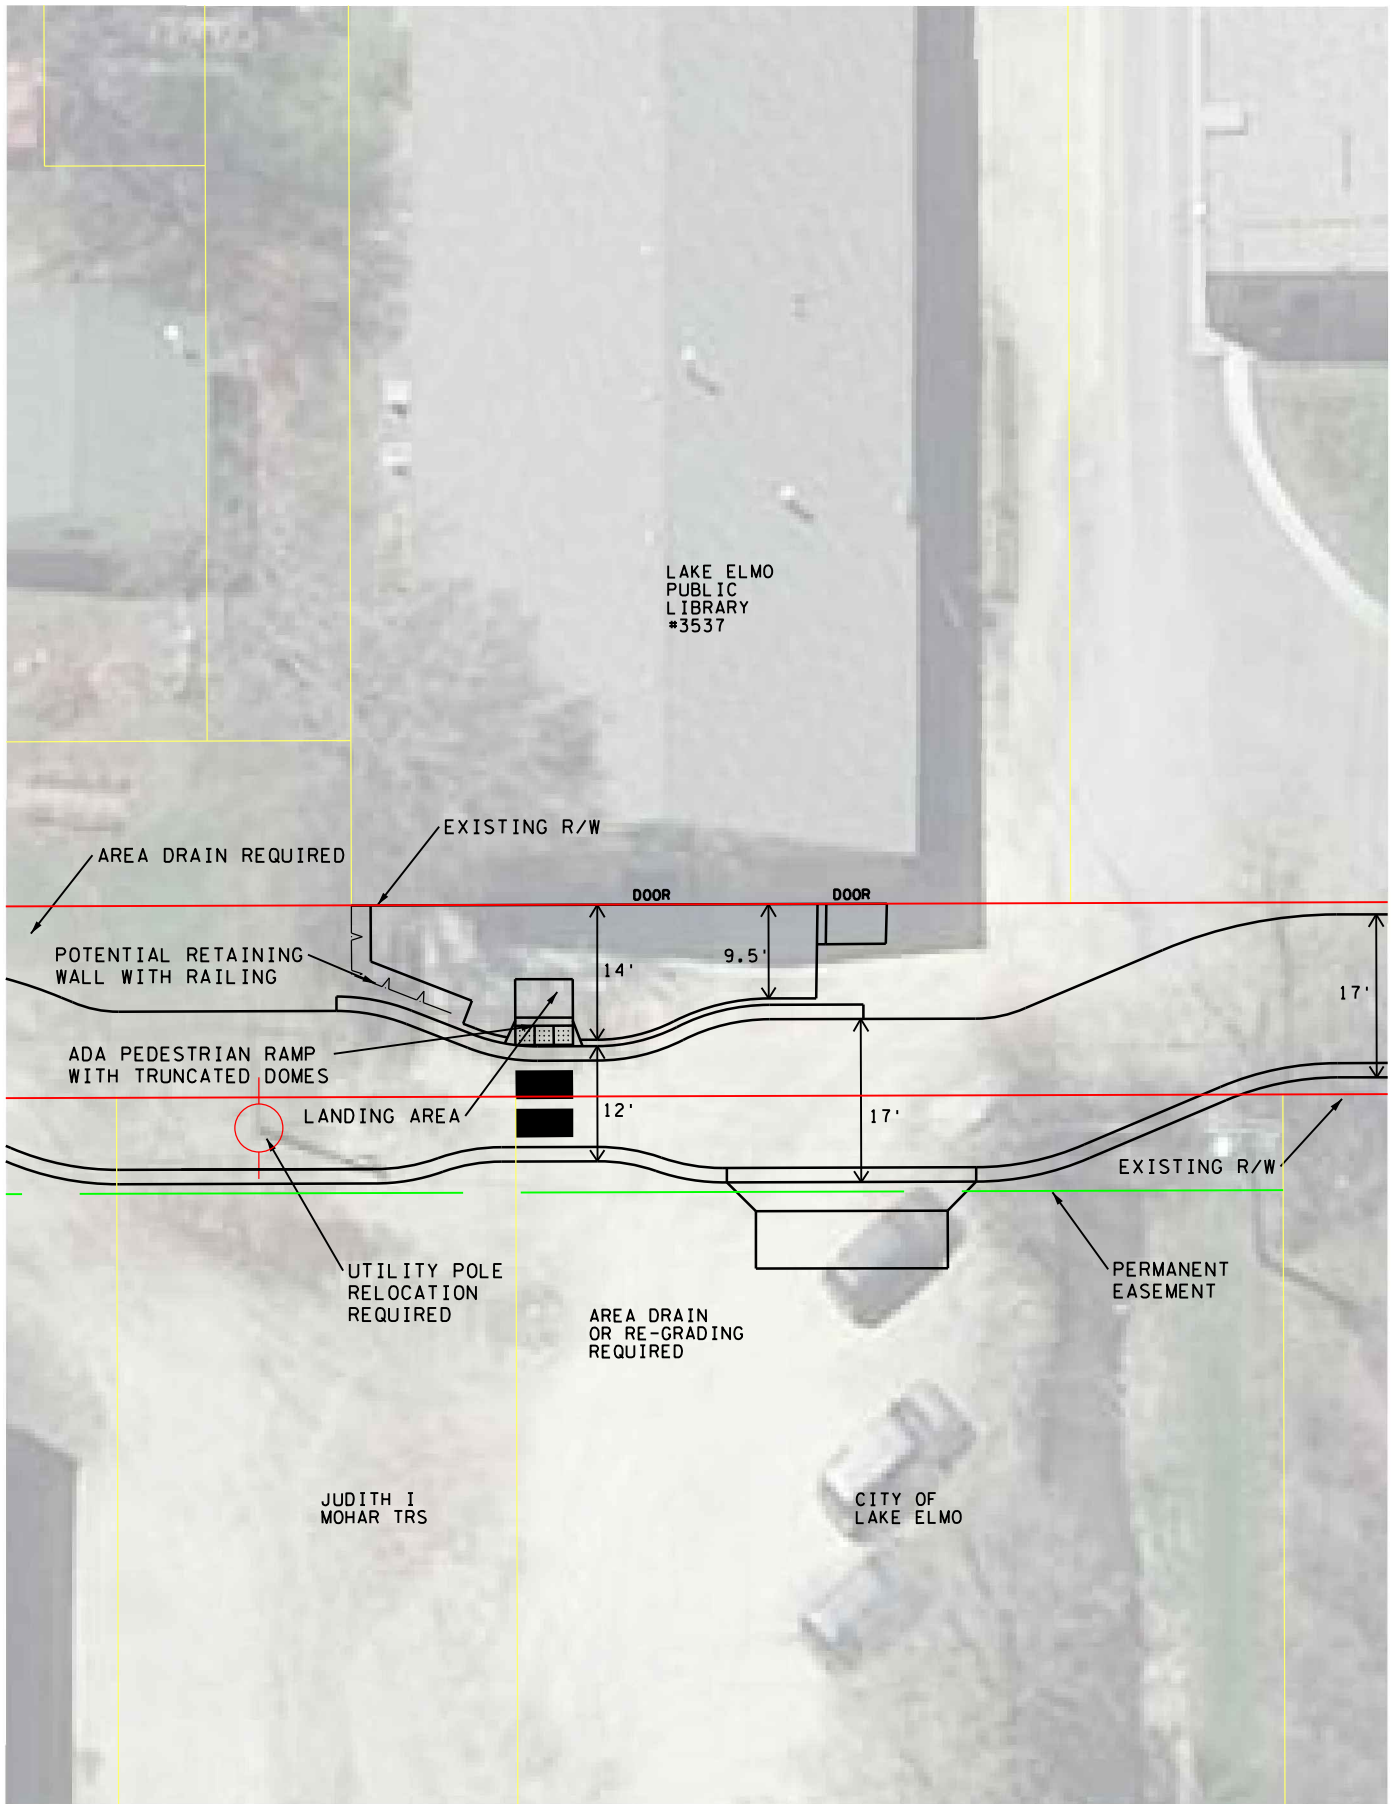 LAKE ELMO
PUBLIC
LIBRARY
#3537
EXISTING R/W
AREA DRAIN REQUIRED
DOOR
DOOR
POTENTIAL RETAINING
WALL WITH RAILING
14'
9.5'
17'
ADA PEDESTRIAN RAMP
WITH TRUNCATED DOMES
LANDING AREA
12'
17'
EXISTING R/W
UTILITY POLE
RELOCATION
REQUIRED
PERMANENT
EASEMENT
AREA DRAIN
OR RE-GRADING
REQUIRED
JUDITH I
MOHAR TRS
CITY OF
LAKE ELMO